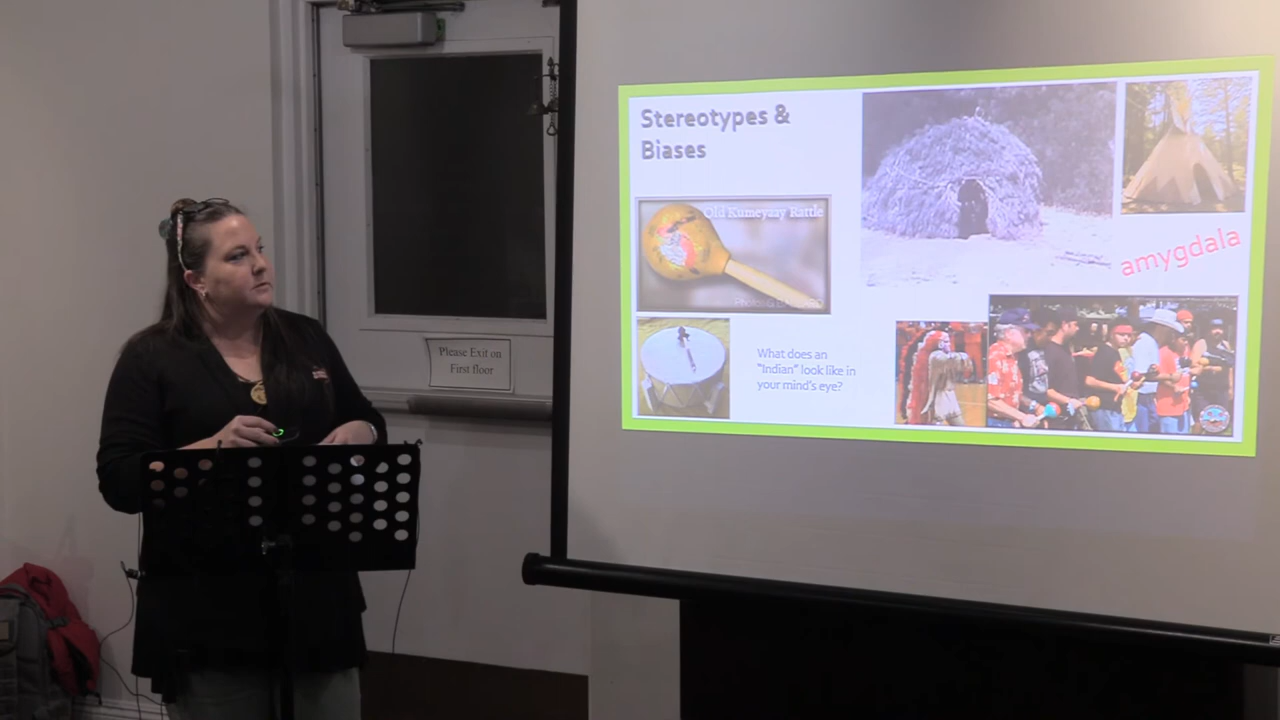 Stereotypes &
Biases
Old Kumeyaay Rattle
amygdala
What does an
"Indian" look like in
your mind's eye?
Please Exit on
First floor